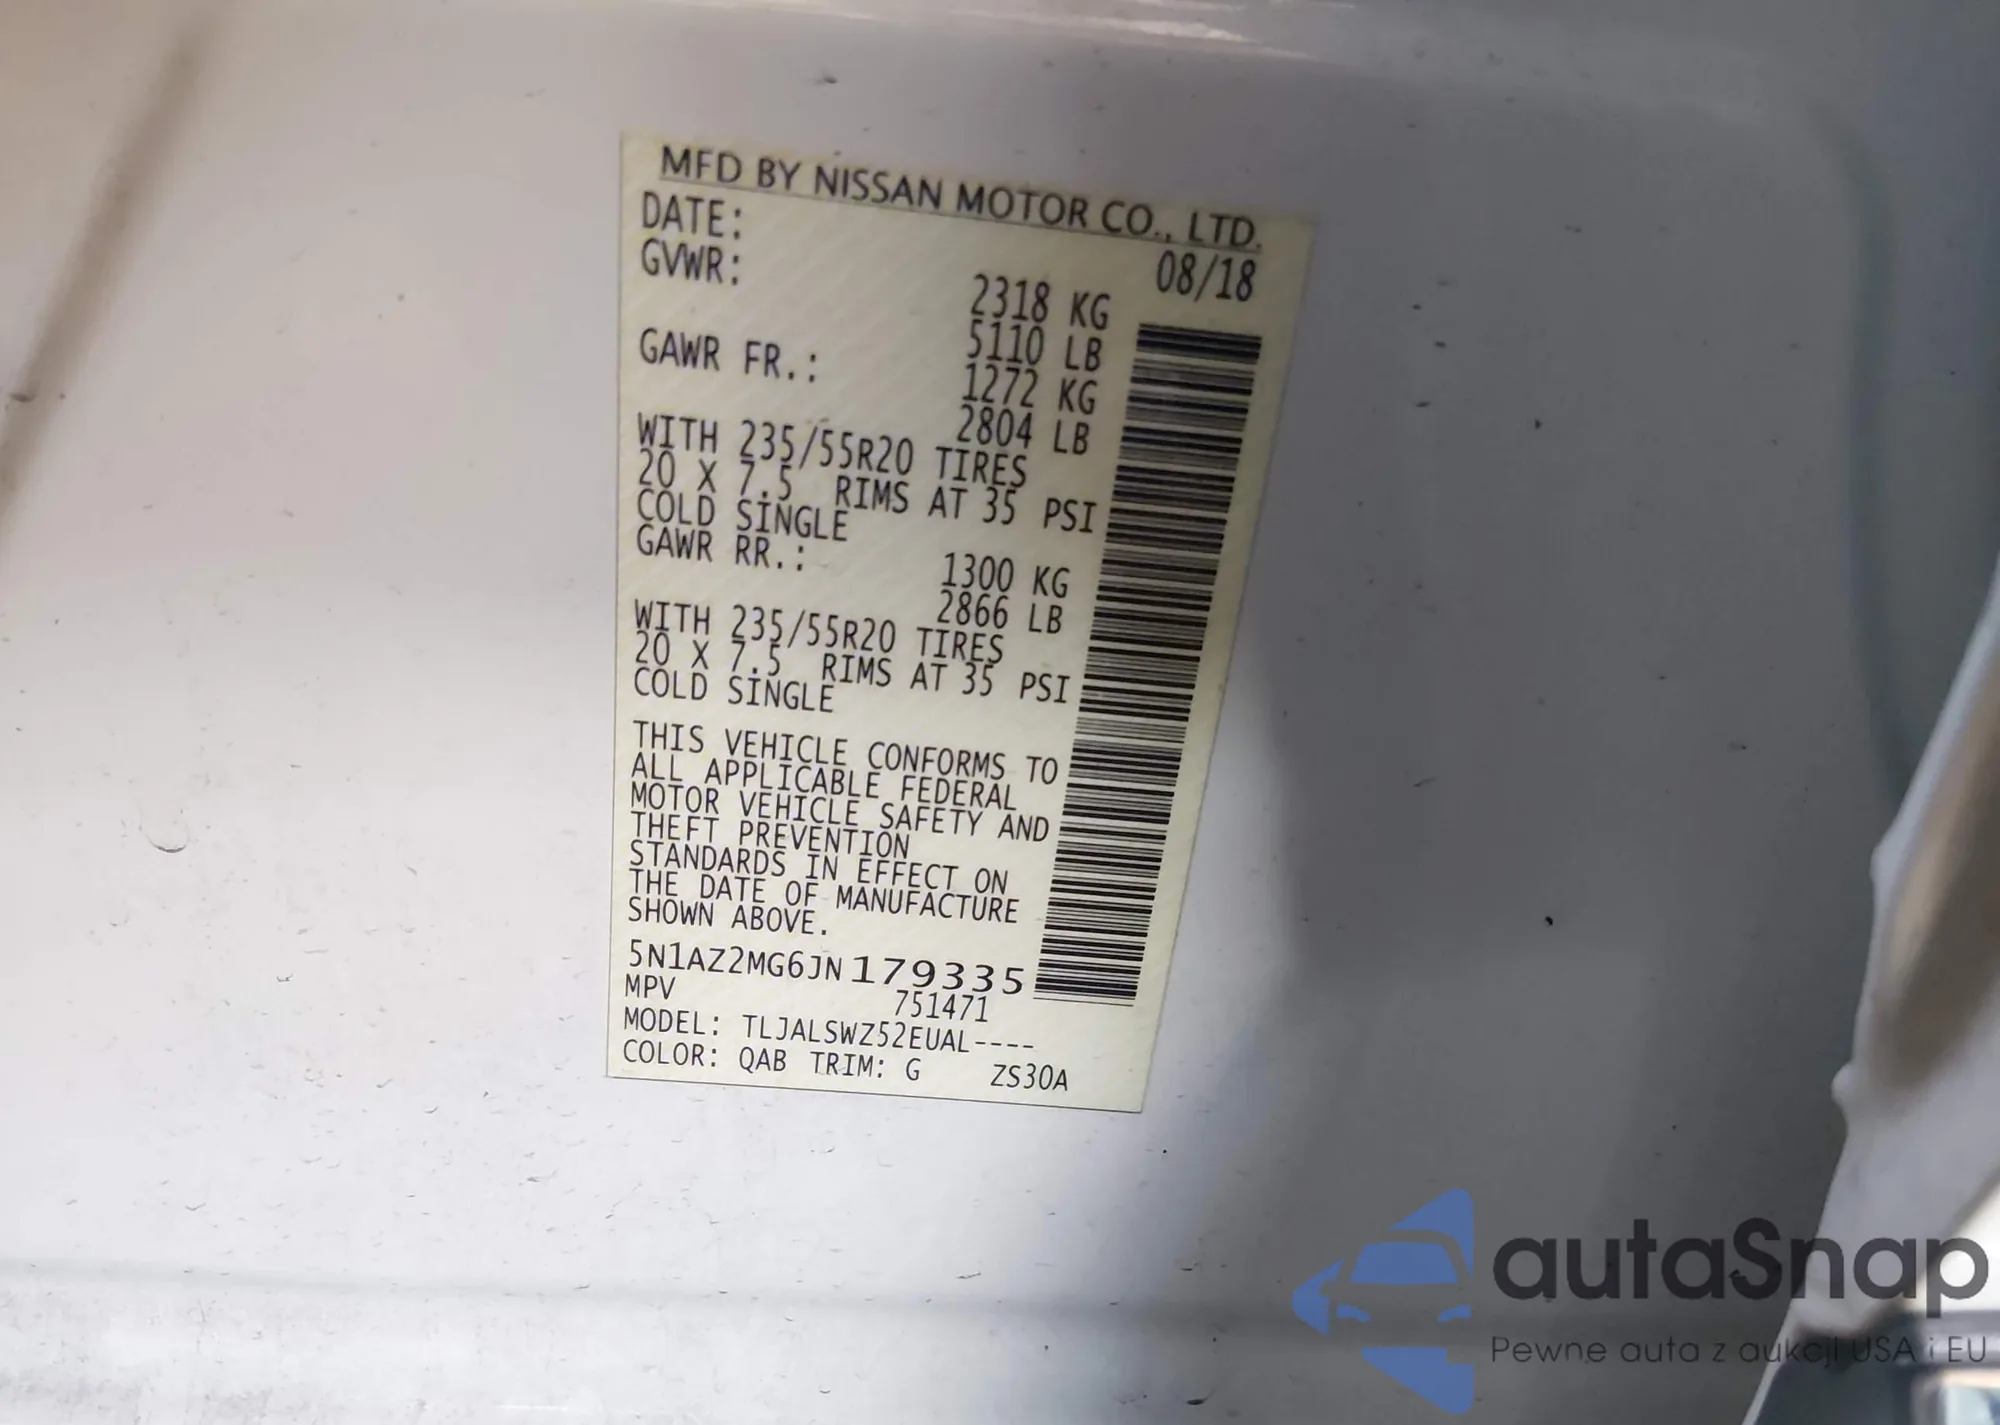 MFD BY NISSAN MOTOR CO., LTD.
DATE: 08/18
GVWR: 2318 KG
5110 LB
GAWR FR.: 1272 KG
2804 LB
WITH 235/55R20 TIRES
20 X 7.5 RIMS AT 35 PSI
COLD SINGLE
GAWR RR.: 1300 KG
2866 LB
WITH 235/55R20 TIRES
20 X 7.5 RIMS AT 35 PSI
COLD SINGLE
THIS VEHICLE CONFORMS TO
ALL APPLICABLE FEDERAL
MOTOR VEHICLE SAFETY AND
THEFT PREVENTION
STANDARDS IN EFFECT ON
THE DATE OF MANUFACTURE
SHOWN ABOVE.
5N1AZ2MG6JN179335
MPV 751471
MODEL: TLJALSWZ52EUAL----
COLOR: QAB TRIM: G ZS30A
autaSnap
Pewne auta z aukcji USA i EU